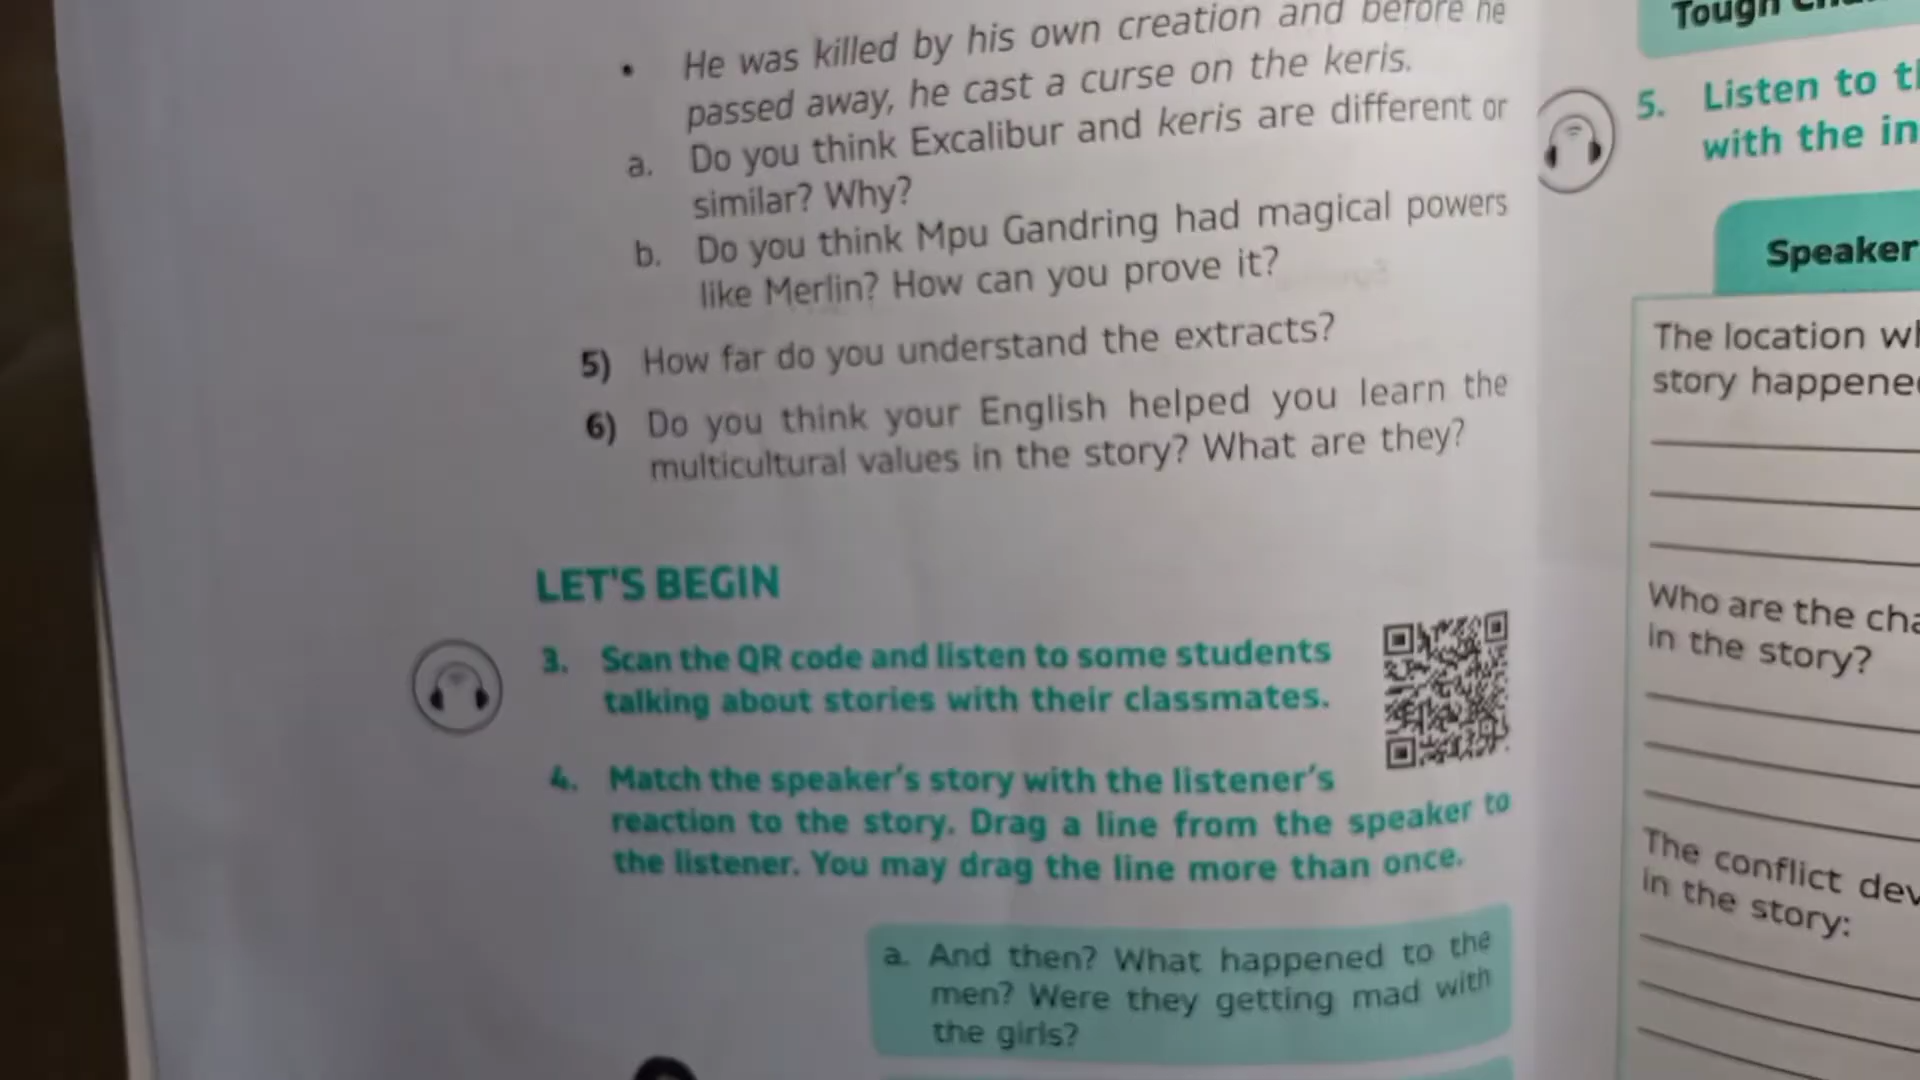 • He was killed by his own creation and before he
passed away, he cast a curse on the keris.
a. Do you think Excalibur and keris are different or
similar? Why?
b. Do you think Mpu Gandring had magical powers
like Merlin? How can you prove it?
5) How far do you understand the extracts?
6) Do you think your English helped you learn the
multicultural values in the story? What are they?
LET'S BEGIN
3. Scan the QR code and listen to some students
talking about stories with their classmates.
4. Match the speaker's story with the listener's
reaction to the story. Drag a line from the speaker to
the listener. You may drag the line more than once.
a. And then? What happened to the
men? Were they getting mad with
the girls?
Tough
5. Listen to
with the
Speaker
The location
story
Who are the
in the story?
The conflict
in the story: